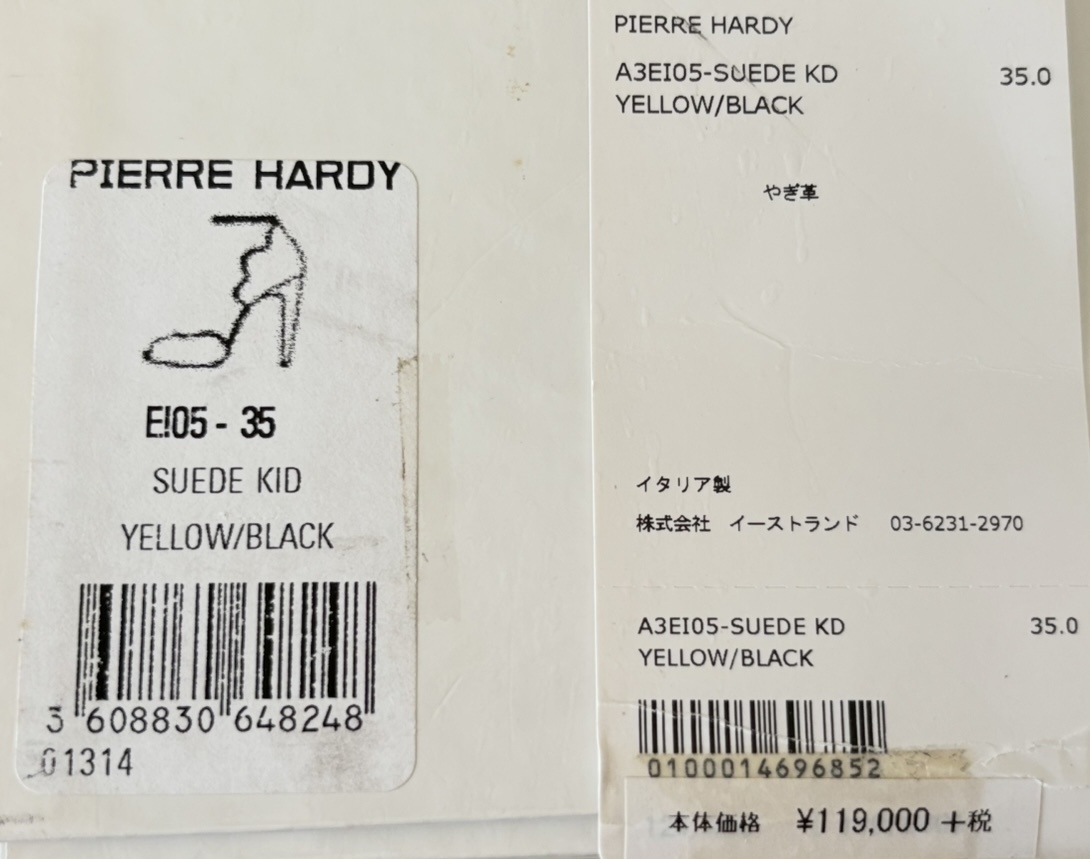 PIERRE HARDY
EI05 - 35
SUEDE KID
YELLOW/BLACK
3 608830 648248
01314
PIERRE HARDY
A3EI05-SUEDE KD 35.0
YELLOW/BLACK
やぎ革
イタリア製
株式会社 イーストランド 03-6231-2970
A3EI05-SUEDE KD 35.0
YELLOW/BLACK
0100014696852
本体価格 ¥119,000 +税